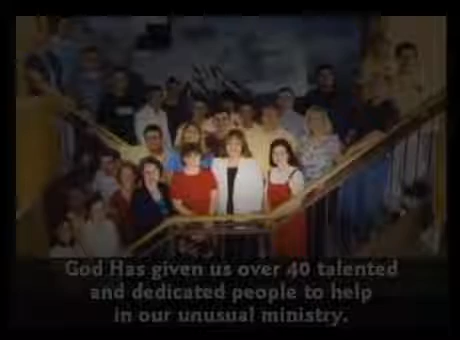 God Has given us over 40 talented
and dedicated people to help
in our unusual ministry.